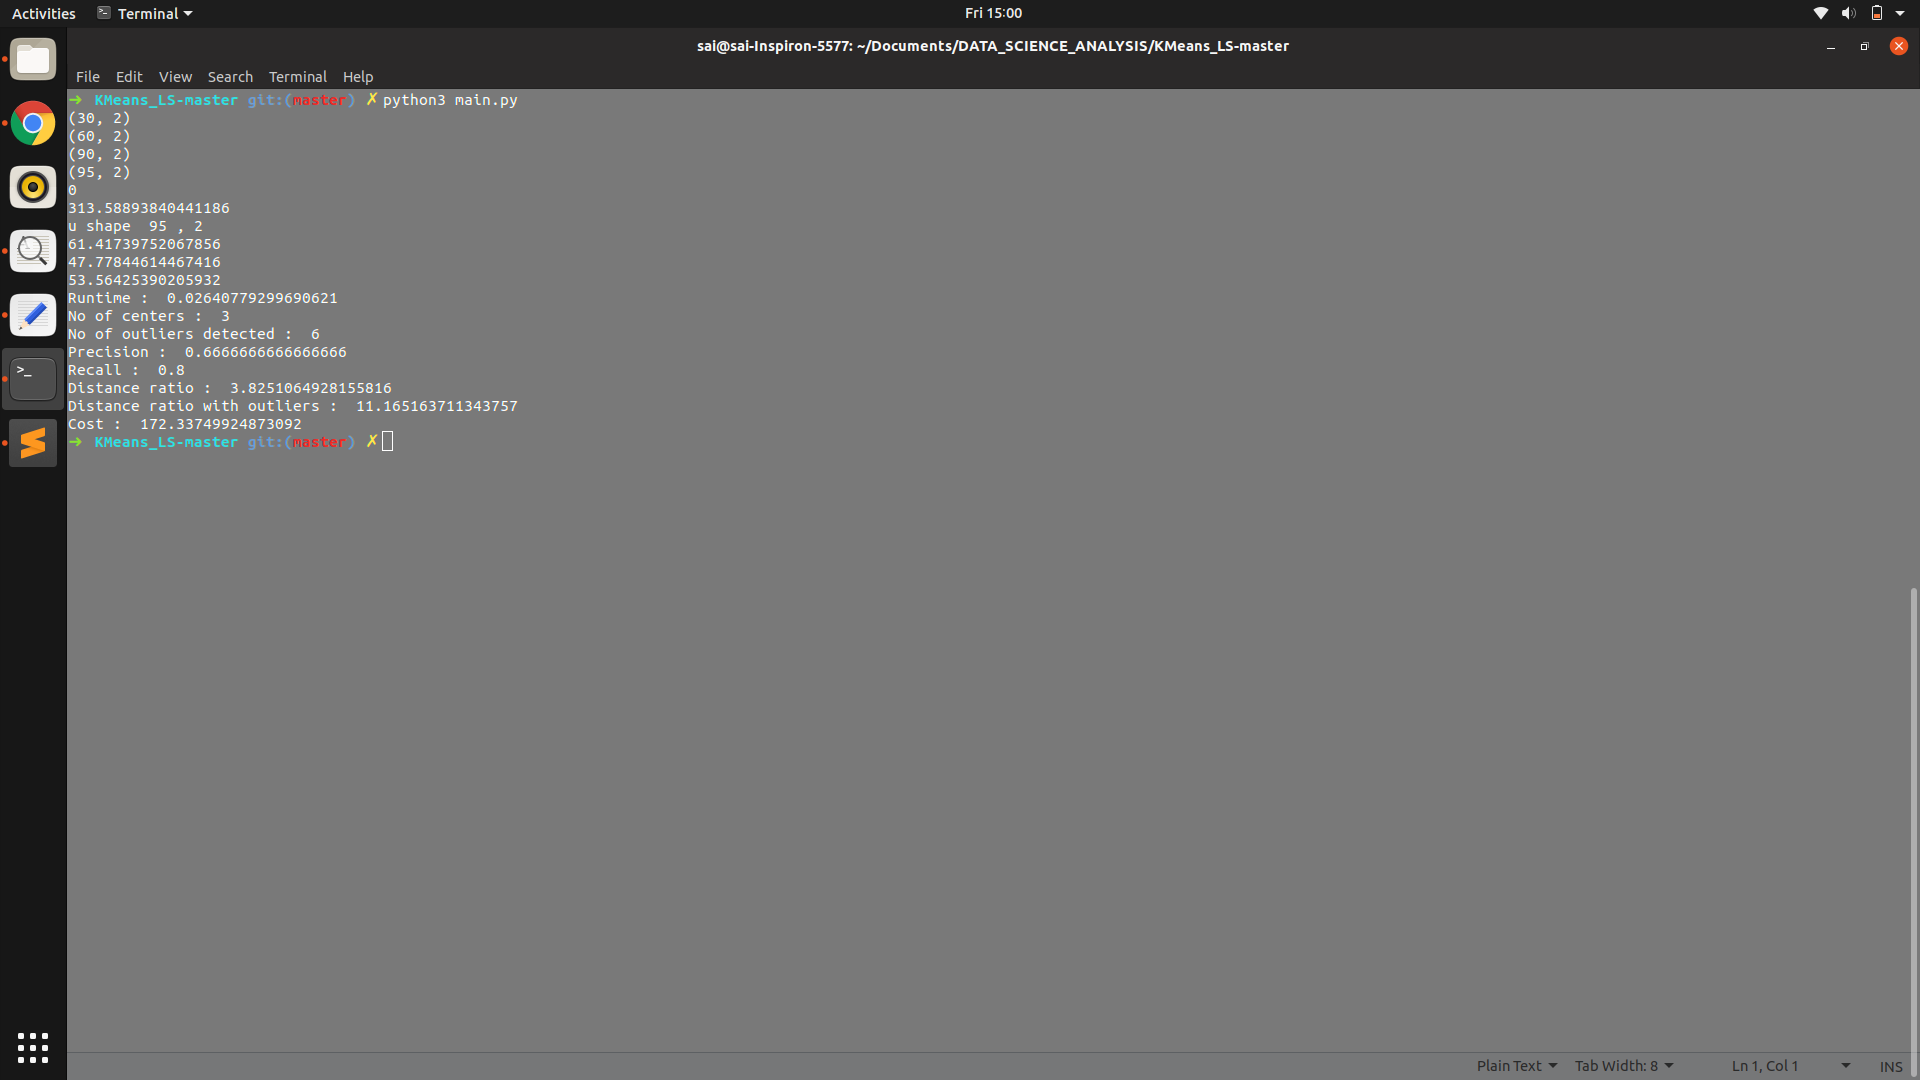 Activities Terminal Fri 15:00
sai@sai-Inspiron-5577: ~/Documents/DATA_SCIENCE_ANALYSIS/KMeans_LS-master
File Edit View Search Terminal Help
➜ KMeans_LS-master git:(master) ✗ python3 main.py
(30, 2)
(60, 2)
(90, 2)
(95, 2)
0
313.58893840441186
u shape  95 , 2
61.41739752067856
47.77844614467416
53.56425390205932
Runtime :  0.02640779299690621
No of centers :  3
No of outliers detected :  6
Precision :  0.6666666666666666
Recall :  0.8
Distance ratio :  3.8251064928155816
Distance ratio with outliers :  11.165163711343757
Cost :  172.33749924873092
➜ KMeans_LS-master git:(master) ✗
Plain Text Tab Width: 8 Ln 1, Col 1 INS